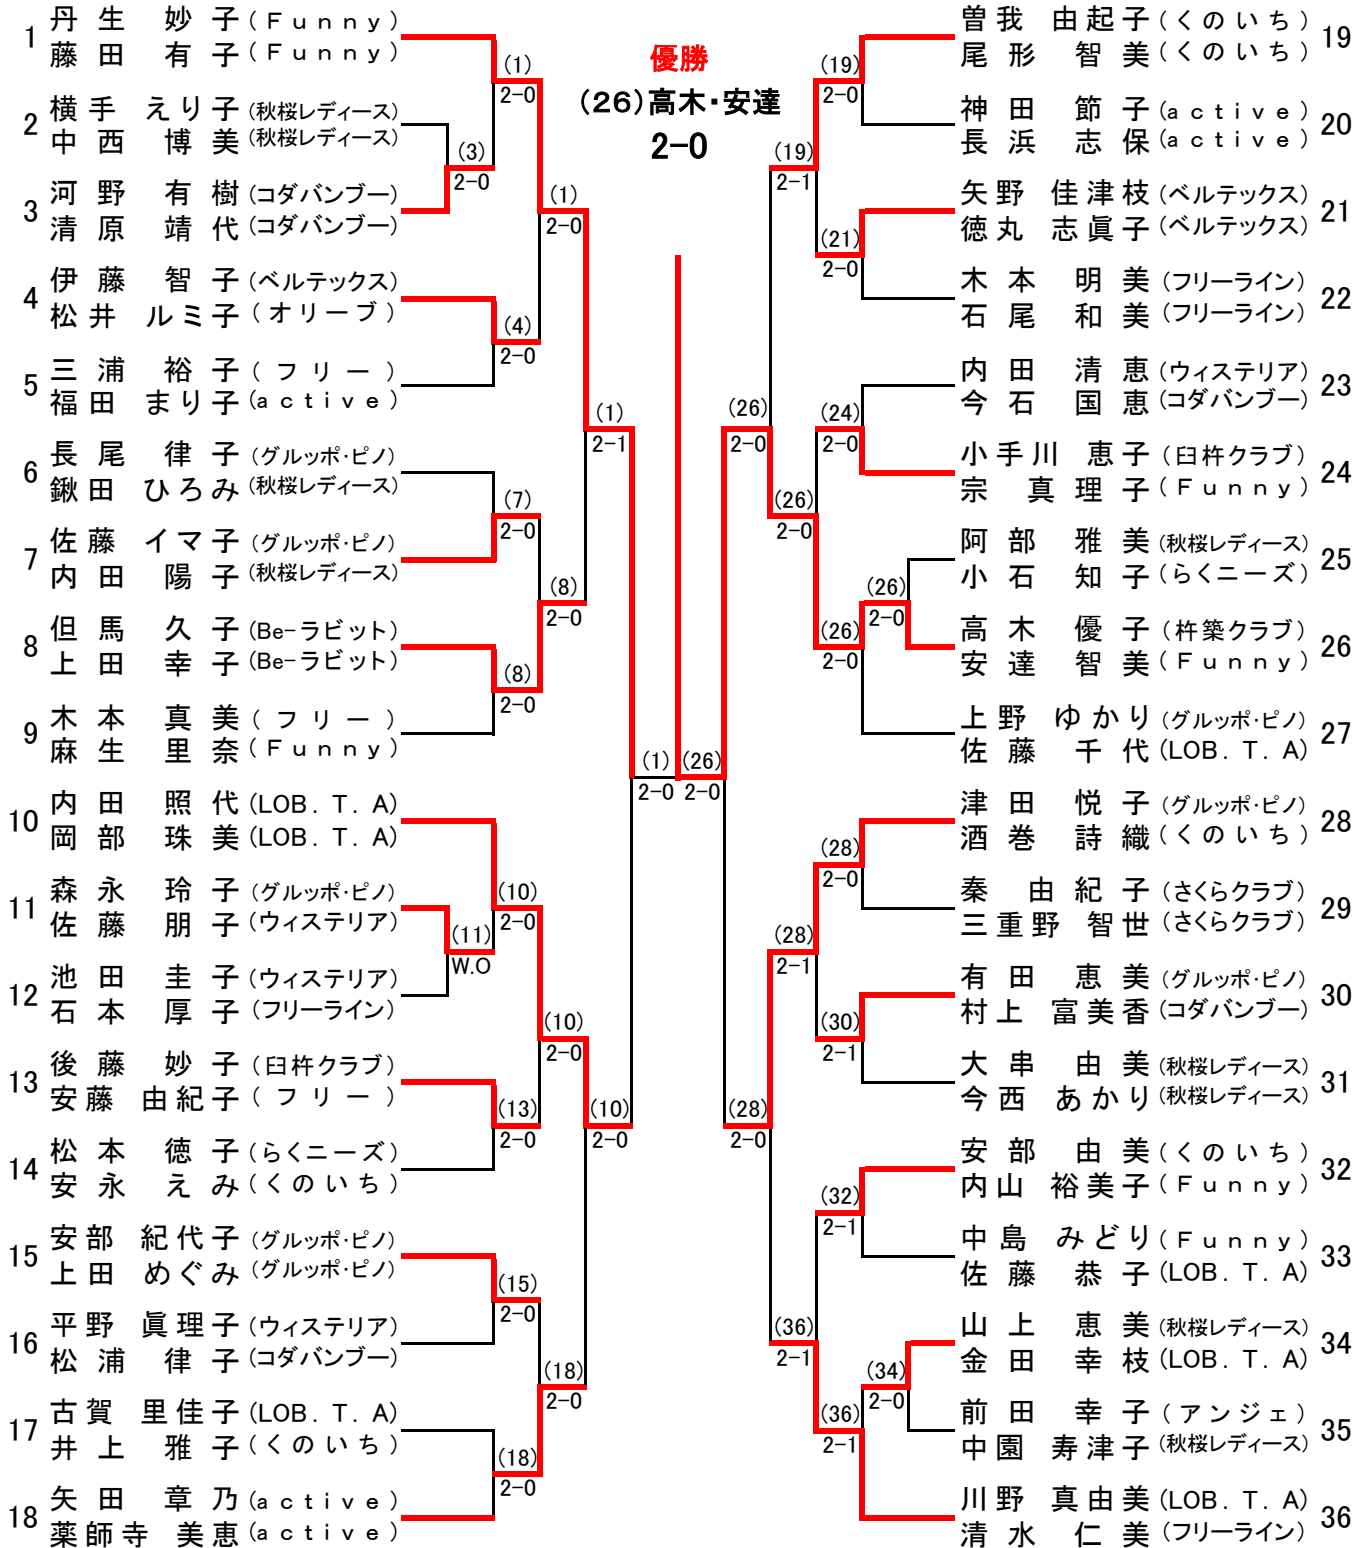 優勝
(26)高木・安達
2-0
1
丹生 妙子(Funny)
藤田 有子(Funny)
2
横手 えり子(秋桜レディース)
中西 博美(秋桜レディース)
3
河野 有樹(コダバンブー)
清原 靖代(コダバンブー)
4
伊藤 智子(ベルテックス)
松井 ルミ子(オリーブ)
5
三浦 裕子(フリー)
福田 まり子(active)
6
長尾 律子(グルッポ・ピノ)
鍬田 ひろみ(秋桜レディース)
7
佐藤 イマ子(グルッポ・ピノ)
内田 陽子(秋桜レディース)
8
但馬 久子(Be-ラビット)
上田 幸子(Be-ラビット)
9
木本 真美(フリー)
麻生 里奈(Funny)
10
内田 照代(LOB.T.A)
岡部 珠美(LOB.T.A)
11
森永 玲子(グルッポ・ピノ)
佐藤 朋子(ウィステリア)
12
池田 圭子(ウィステリア)
石本 厚子(フリーライン)
13
後藤 妙子(臼杵クラブ)
安藤 由紀子(フリー)
14
松本 徳子(らくニーズ)
安永 えみ(くのいち)
15
安部 紀代子(グルッポ・ピノ)
上田 めぐみ(グルッポ・ピノ)
16
平野 眞理子(ウィステリア)
松浦 律子(コダバンブー)
17
古賀 里佳子(LOB.T.A)
井上 雅子(くのいち)
18
矢田 章乃(active)
薬師寺 美恵(active)
(3)
2-0
(11)
W.O
(1)
2-0
(4)
2-0
(7)
2-0
(8)
2-0
(10)
2-0
(13)
2-0
(15)
2-0
(18)
2-0
(1)
2-0
(8)
2-0
(10)
2-0
(18)
2-0
(1)
2-1
(10)
2-0
(1)
2-0
(26)
2-0
(26)
2-0
(28)
2-0
(19)
2-1
(26)
2-0
(28)
2-1
(36)
2-1
(19)
2-0
(21)
2-0
(24)
2-0
(26)
2-0
(28)
2-0
(30)
2-1
(32)
2-1
(36)
2-1
(26)
2-0
(34)
2-0
曽我 由起子(くのいち)
尾形 智美(くのいち)
19
神田 節子(active)
長浜 志保(active)
20
矢野 佳津枝(ベルテックス)
徳丸 志眞子(ベルテックス)
21
木本 明美(フリーライン)
石尾 和美(フリーライン)
22
内田 清恵(ウィステリア)
今石 国恵(コダバンブー)
23
小手川 恵子(臼杵クラブ)
宗 真理子(Funny)
24
阿部 雅美(秋桜レディース)
小石 知子(らくニーズ)
25
高木 優子(杵築クラブ)
安達 智美(Funny)
26
上野 ゆかり(グルッポ・ピノ)
佐藤 千代(LOB.T.A)
27
津田 悦子(グルッポ・ピノ)
酒巻 詩織(くのいち)
28
秦 由紀子(さくらクラブ)
三重野 智世(さくらクラブ)
29
有田 恵美(グルッポ・ピノ)
村上 富美香(コダバンブー)
30
大串 由美(秋桜レディース)
今西 あかり(秋桜レディース)
31
安部 由美(くのいち)
内山 裕美子(Funny)
32
中島 みどり(Funny)
佐藤 恭子(LOB.T.A)
33
山上 恵美(秋桜レディース)
金田 幸枝(LOB.T.A)
34
前田 幸子(アンジェ)
中園 寿津子(秋桜レディース)
35
川野 真由美(LOB.T.A)
清水 仁美(フリーライン)
36